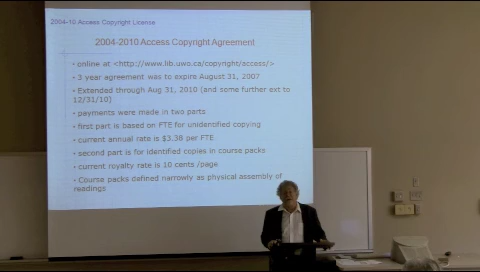 2004-10 Access Copyright License
2004-2010 Access Copyright Agreement
• online at <http://www.lib.uwo.ca/copyright/access/>
• 3 year agreement was to expire August 31, 2007
• Extended through Aug 31, 2010 (and some further ext to
12/31/10)
• payments were made in two parts
• first part is based on FTE for unidentified copying
• current annual rate is $3.38 per FTE
• second part is for identified copies in course packs
• current royalty rate is 10 cents /page
• Course packs defined narrowly as physical assembly of
readings